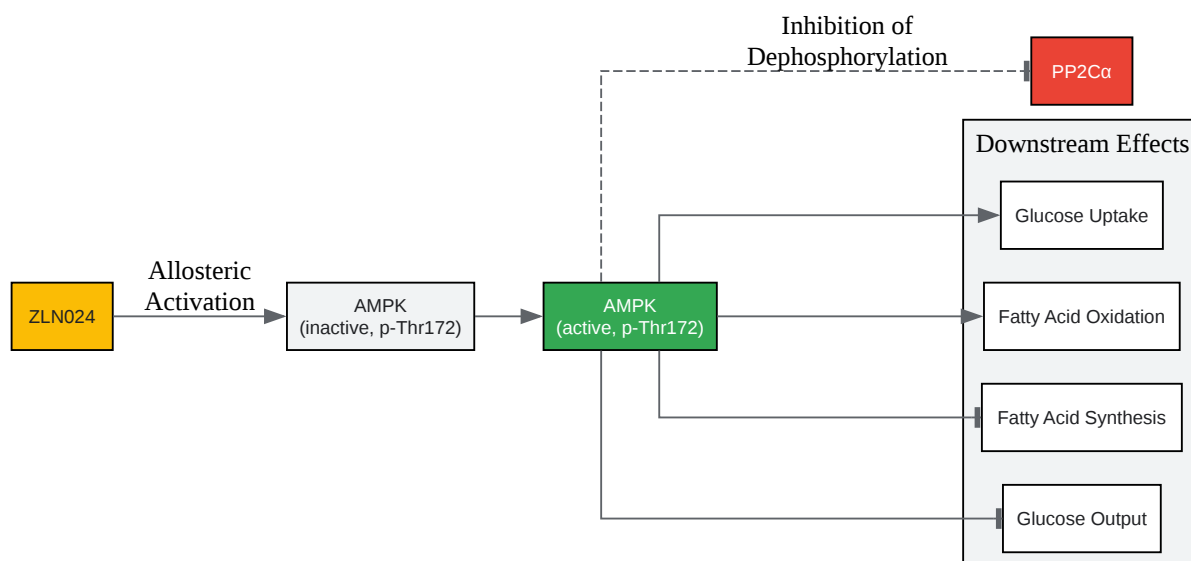 Inhibition of
Dephosphorylation
PP2Cα
Downstream Effects
Glucose Uptake
Allosteric
Activation
ZLN024
AMPK
(inactive, p-Thr172)
AMPK
(active, p-Thr172)
Fatty Acid Oxidation
Fatty Acid Synthesis
Glucose Output